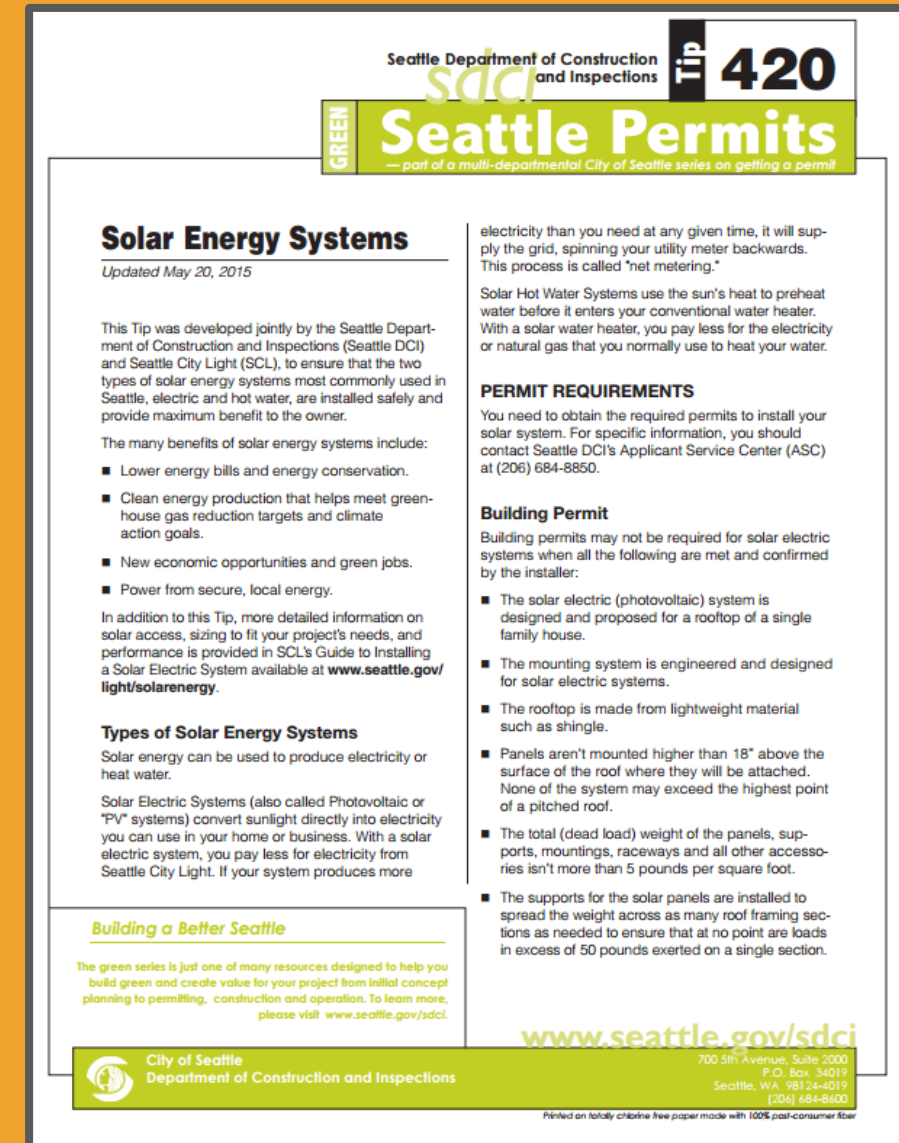 Seattle Department of Construction
and Inspections
sdci
Tip
420
GREEN
Seattle Permits
— part of a multi-departmental City of Seattle series on getting a permit
Solar Energy Systems
Updated May 20, 2015
This Tip was developed jointly by the Seattle Depart-
ment of Construction and Inspections (Seattle DCI)
and Seattle City Light (SCL), to ensure that the two
types of solar energy systems most commonly used in
Seattle, electric and hot water, are installed safely and
provide maximum benefit to the owner.
The many benefits of solar energy systems include:
■ Lower energy bills and energy conservation.
■ Clean energy production that helps meet green-
house gas reduction targets and climate
action goals.
■ New economic opportunities and green jobs.
■ Power from secure, local energy.
In addition to this Tip, more detailed information on
solar access, sizing to fit your project's needs, and
performance is provided in SCL's Guide to Installing
a Solar Electric System available at www.seattle.gov/
light/solarenergy.
Types of Solar Energy Systems
Solar energy can be used to produce electricity or
heat water.
Solar Electric Systems (also called Photovoltaic or
"PV" systems) convert sunlight directly into electricity
you can use in your home or business. With a solar
electric system, you pay less for electricity from
Seattle City Light. If your system produces more
electricity than you need at any given time, it will sup-
ply the grid, spinning your utility meter backwards.
This process is called "net metering."
Solar Hot Water Systems use the sun's heat to preheat
water before it enters your conventional water heater.
With a solar water heater, you pay less for the electricity
or natural gas that you normally use to heat your water.
PERMIT REQUIREMENTS
You need to obtain the required permits to install your
solar system. For specific information, you should
contact Seattle DCI's Applicant Service Center (ASC)
at (206) 684-8850.
Building Permit
Building permits may not be required for solar electric
systems when all the following are met and confirmed
by the installer:
■ The solar electric (photovoltaic) system is
designed and proposed for a rooftop of a single
family house.
■ The mounting system is engineered and designed
for solar electric systems.
■ The rooftop is made from lightweight material
such as shingle.
■ Panels aren't mounted higher than 18" above the
surface of the roof where they will be attached.
None of the system may exceed the highest point
of a pitched roof.
■ The total (dead load) weight of the panels, sup-
ports, mountings, raceways and all other accesso-
ries isn't more than 5 pounds per square foot.
■ The supports for the solar panels are installed to
spread the weight across as many roof framing sec-
tions as needed to ensure that at no point are loads
in excess of 50 pounds exerted on a single section.
Building a Better Seattle
The green series is just one of many resources designed to help you
build green and create value for your project from initial concept
planning to permitting, construction and operation. To learn more,
please visit www.seattle.gov/sdci.
www.seattle.gov/sdci
City of Seattle
Department of Construction and Inspections
700 5th Avenue, Suite 2000
P.O. Box 34019
Seattle, WA 98124-4019
(206) 684-8600
Printed on totally chlorine free paper made with 100% post-consumer fiber